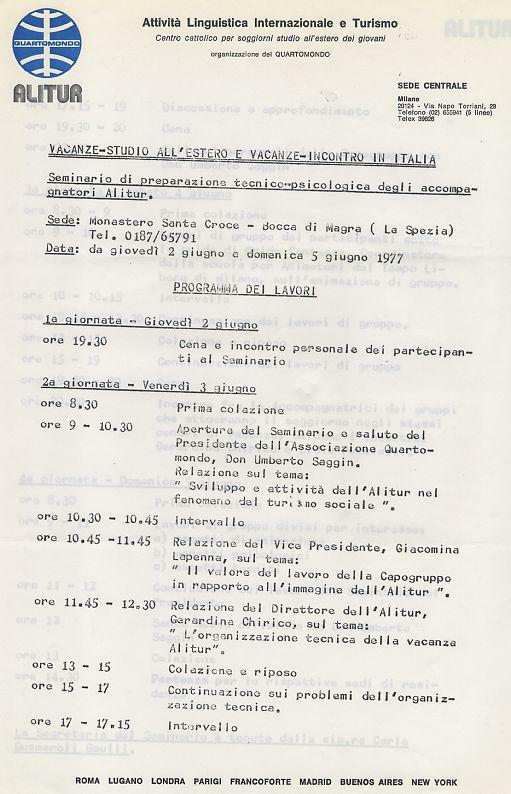 QUARTOMONDO
ALITUR
Attività Linguistica Internazionale e Turismo
Centro cattolico per soggiorni studio all'estero dei giovani
organizzazione del QUARTOMONDO
SEDE CENTRALE
Milano
20124 - Via Napo Torriani, 29
Telefono (02) 655941 (5 linee)
Telex 39626
VACANZE-STUDIO ALL'ESTERO E VACANZE-INCONTRO IN ITALIA
Seminario di preparazione tecnico-psicologica degli accompa-
gnatori Alitur.
Sede: Monastero Santa Croce - Bocca di Magra ( La Spezia)
Tel. 0187/65791
Data: da giovedì 2 giugno a domenica 5 giugno 1977
PROGRAMMA DEI LAVORI
1a giornata - Giovedì 2 giugno
ore 19.30 Cena e incontro personale dei partecipan-
ti al Seminario
2a giornata - Venerdì 3 giugno
ore 8.30 Prima colazione
ore 9 - 10.30 Apertura del Seminario e saluto del
Presidente dell'Associazione Quarto-
mondo, Don Umberto Saggin.
Relazione sul tema:
" Sviluppo e attività dell'Alitur nel
fenomeno del turismo sociale ".
ore 10.30 - 10.45 Intervallo
ore 10.45 -11.45 Relazione del Vice Presidente, Giacomina
Lapenna, sul tema:
" Il valore del lavoro della Capogruppo
in rapporto all'immagine dell'Alitur ".
ore 11.45 - 12.30 Relazione del Direttore dell'Alitur,
Gerardina Chirico, sul tema:
" L'organizzazione tecnica della vacanza
Alitur".
ore 13 - 15 Colazione e riposo
ore 15 - 17 Continuazione sui problemi dell'organiz-
zazione tecnica.
ore 17 - 17.15 Intervallo
ROMA LUGANO LONDRA PARIGI FRANCOFORTE MADRID BUENOS AIRES NEW YORK